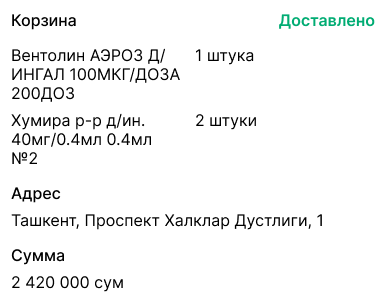 Корзина Доставлено
Вентолин АЭРОЗ Д/ 1 штука
ИНГАЛ 100МКГ/ДОЗА
200ДОЗ
Хумира р-р д/ин. 2 штуки
40мг/0.4мл 0.4мл
№2
Адрес
Ташкент, Проспект Халклар Дустлиги, 1
Сумма
2 420 000 сум